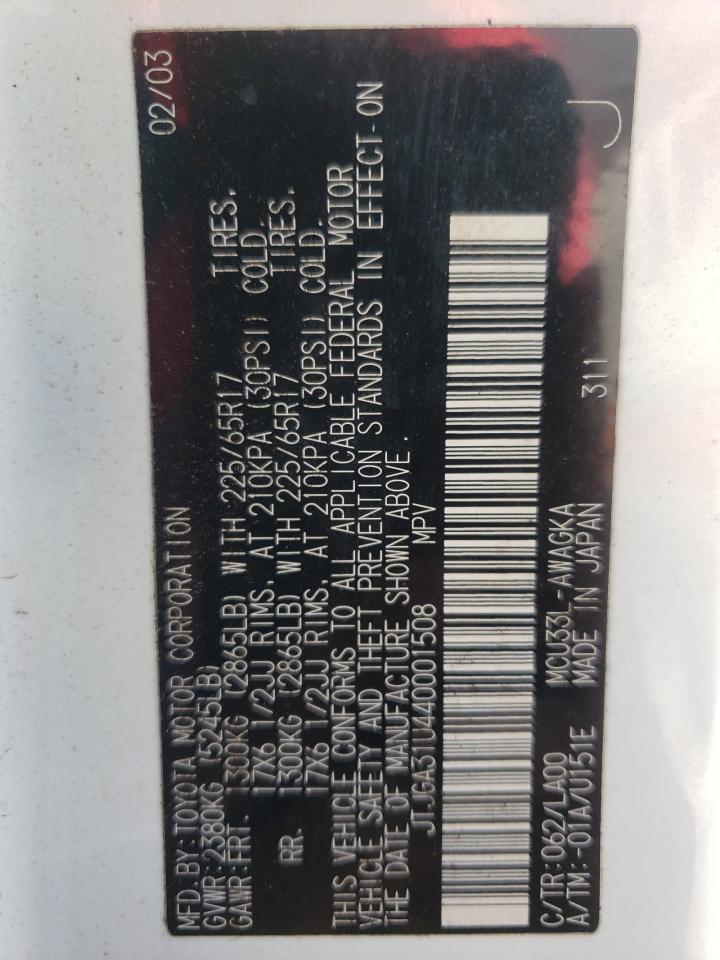 MFD. BY: TOYOTA MOTOR CORPORATION 02/03
GVWR: 2380KG (5245LB)
GAWR: FRT. 1300KG (2865LB) WITH 225/65R17 TIRES,
17X6 1/2JJ RIMS, AT 210KPA (30PSI) COLD.
RR. 1300KG (2865LB) WITH 225/65R17 TIRES,
17X6 1/2JJ RIMS, AT 210KPA (30PSI) COLD.
THIS VEHICLE CONFORMS TO ALL APPLICABLE FEDERAL MOTOR
VEHICLE SAFETY AND THEFT PREVENTION STANDARDS IN EFFECT ON
THE DATE OF MANUFACTURE SHOWN ABOVE.
JTJGA31U440001508 MPV
C/TR: 062/LA00 MCU33L-AWAGKA
A/TM: -01A/U151E MADE IN JAPAN 311 J